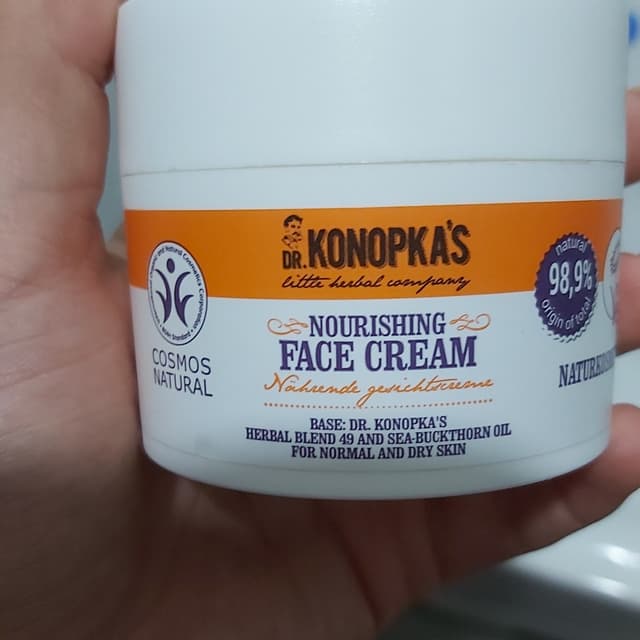 DR. KONOPKA'S
little herbal company
NOURISHING
FACE CREAM
Nährende gesichtscreme
BASE: DR. KONOPKA'S
HERBAL BLEND 49 AND SEA-BUCKTHORN OIL
FOR NORMAL AND DRY SKIN
COSMOS
NATURAL
natural
98,9%
origin of total